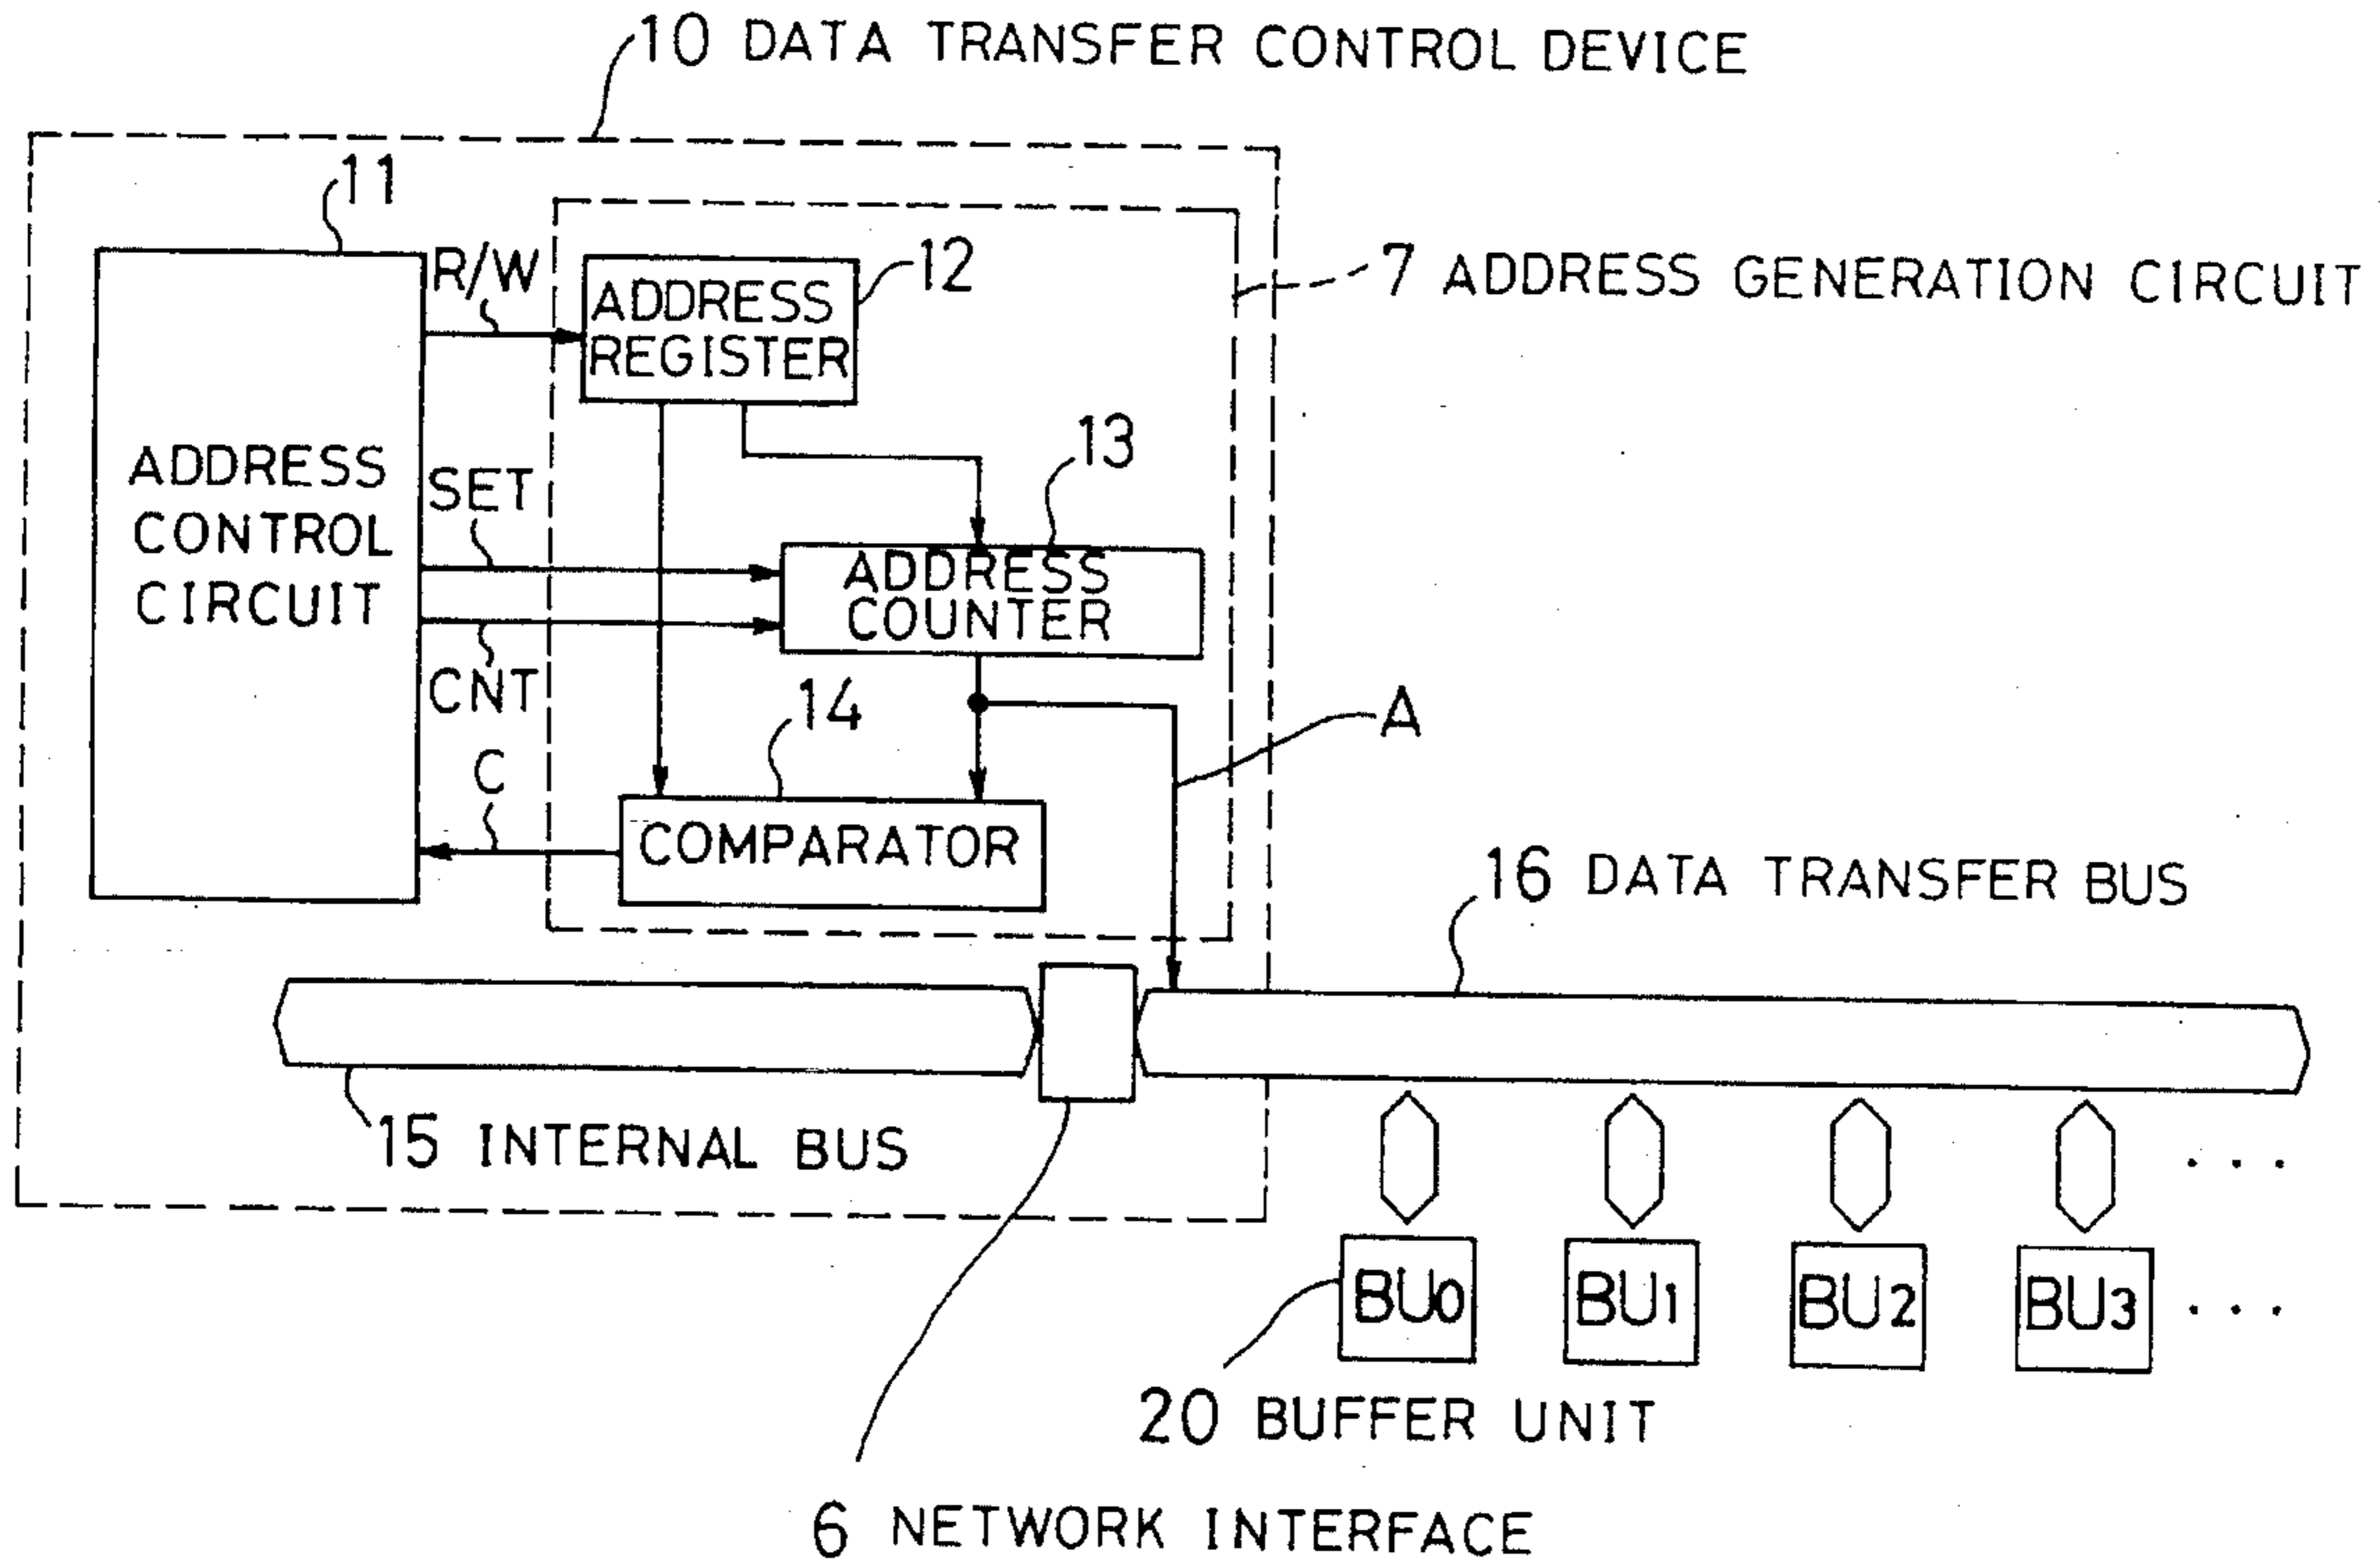 10 DATA TRANSFER CONTROL DEVICE
11
R/W
12
7 ADDRESS GENERATION CIRCUIT
ADDRESS
REGISTER
13
ADDRESS
CONTROL
CIRCUIT
SET
ADDRESS
COUNTER
CNT
14
A
C
COMPARATOR
16 DATA TRANSFER BUS
15 INTERNAL BUS
...
BU0
BU1
BU2
BU3
...
20 BUFFER UNIT
6 NETWORK INTERFACE